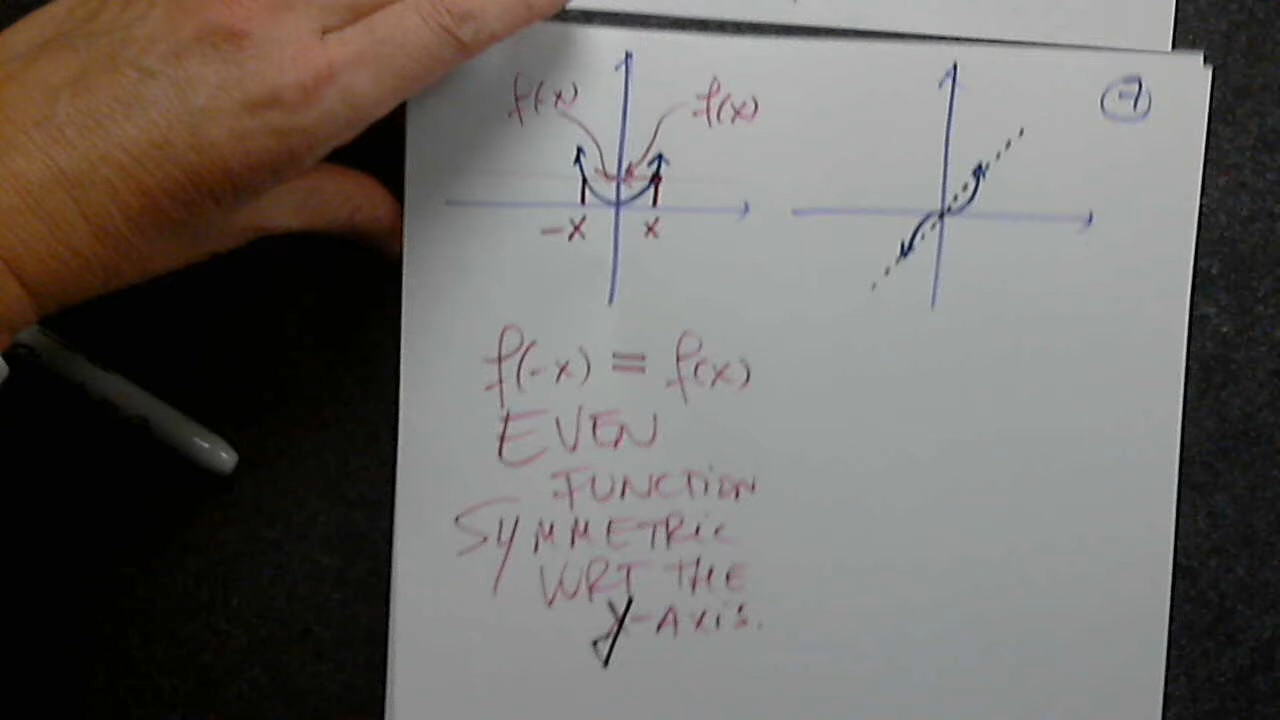 f(-x) f(x)
7
-x x
f(-x) = f(x)
EVEN
FUNCTION
SYMMETRIC
WRT THE
Y-AXIS.